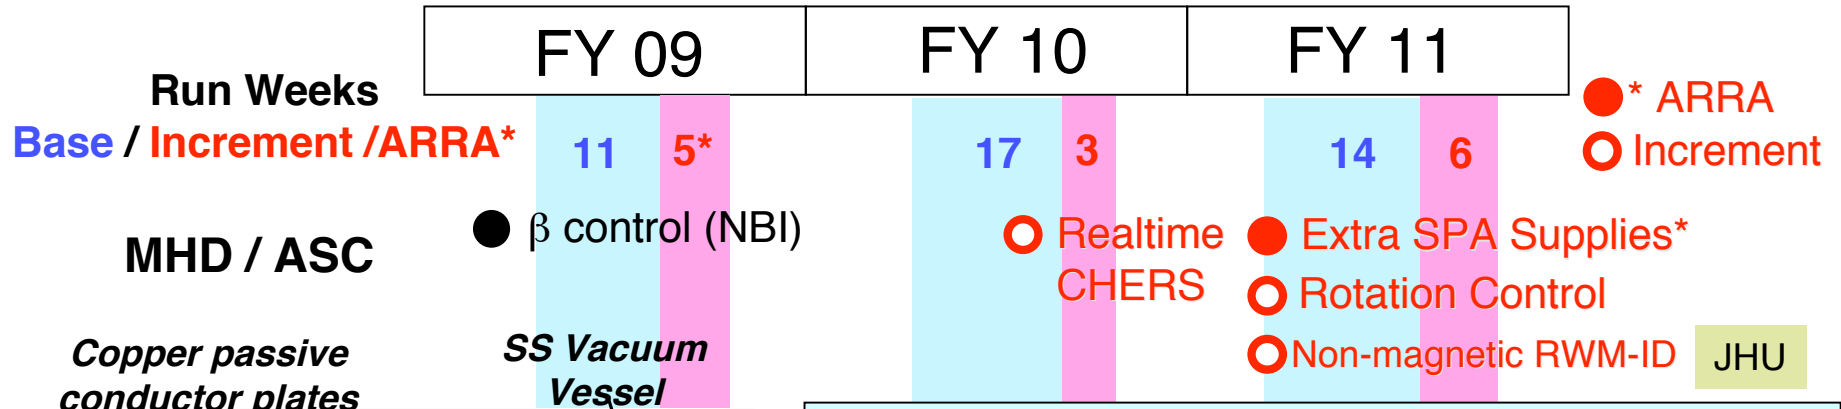 FY 09 FY 10 FY 11
Run Weeks
* ARRA
Base / Increment /ARRA*
11 5* 17 3 14 6
Increment
MHD / ASC
β control (NBI)
Realtime
CHERS
Extra SPA Supplies*
Rotation Control
Non-magnetic RWM-ID
JHU
Copper passive
conductor plates
SS Vacuum
Vessel